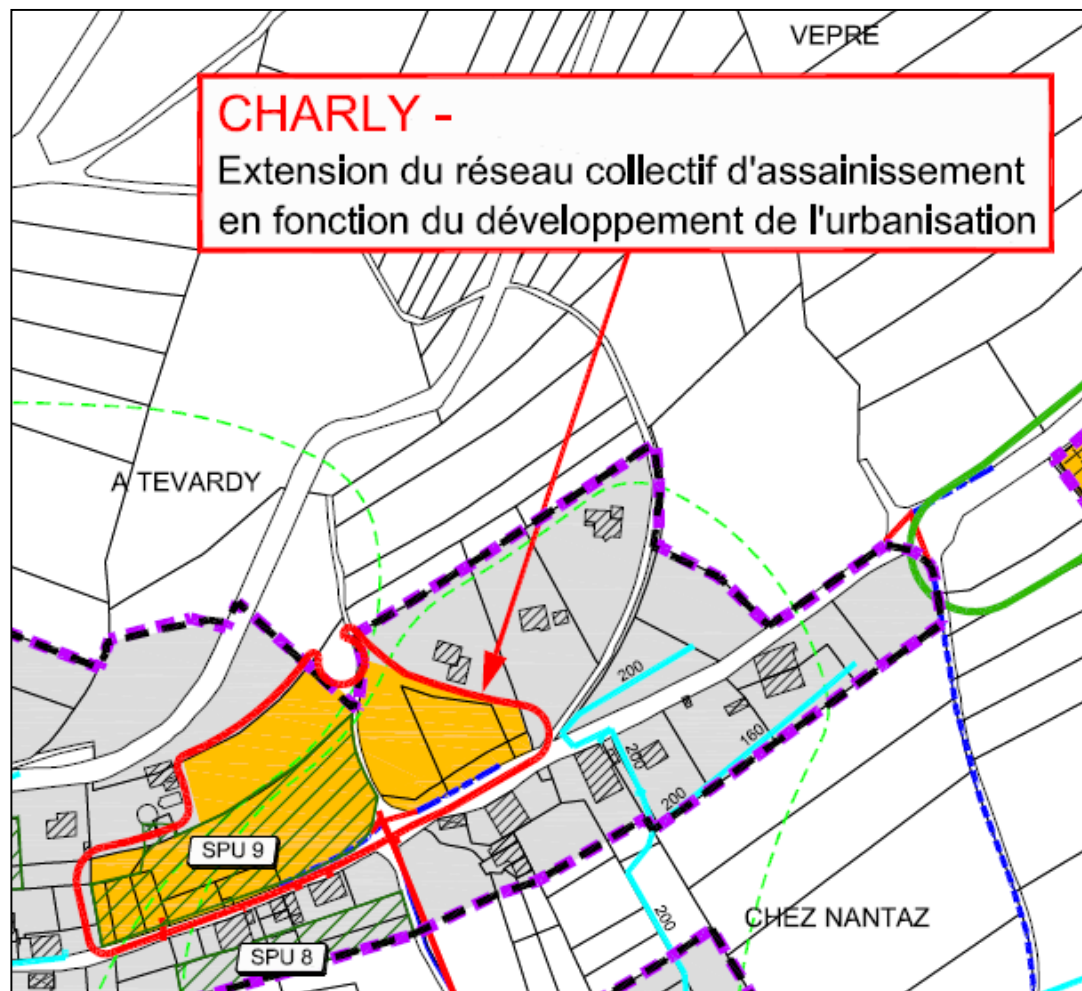 VEPRE
CHARLY -
Extension du réseau collectif d'assainissement
en fonction du développement de l'urbanisation
A TEVARDY
200
160
200
200
SPU 9
200
CHEZ NANTAZ
SPU 8